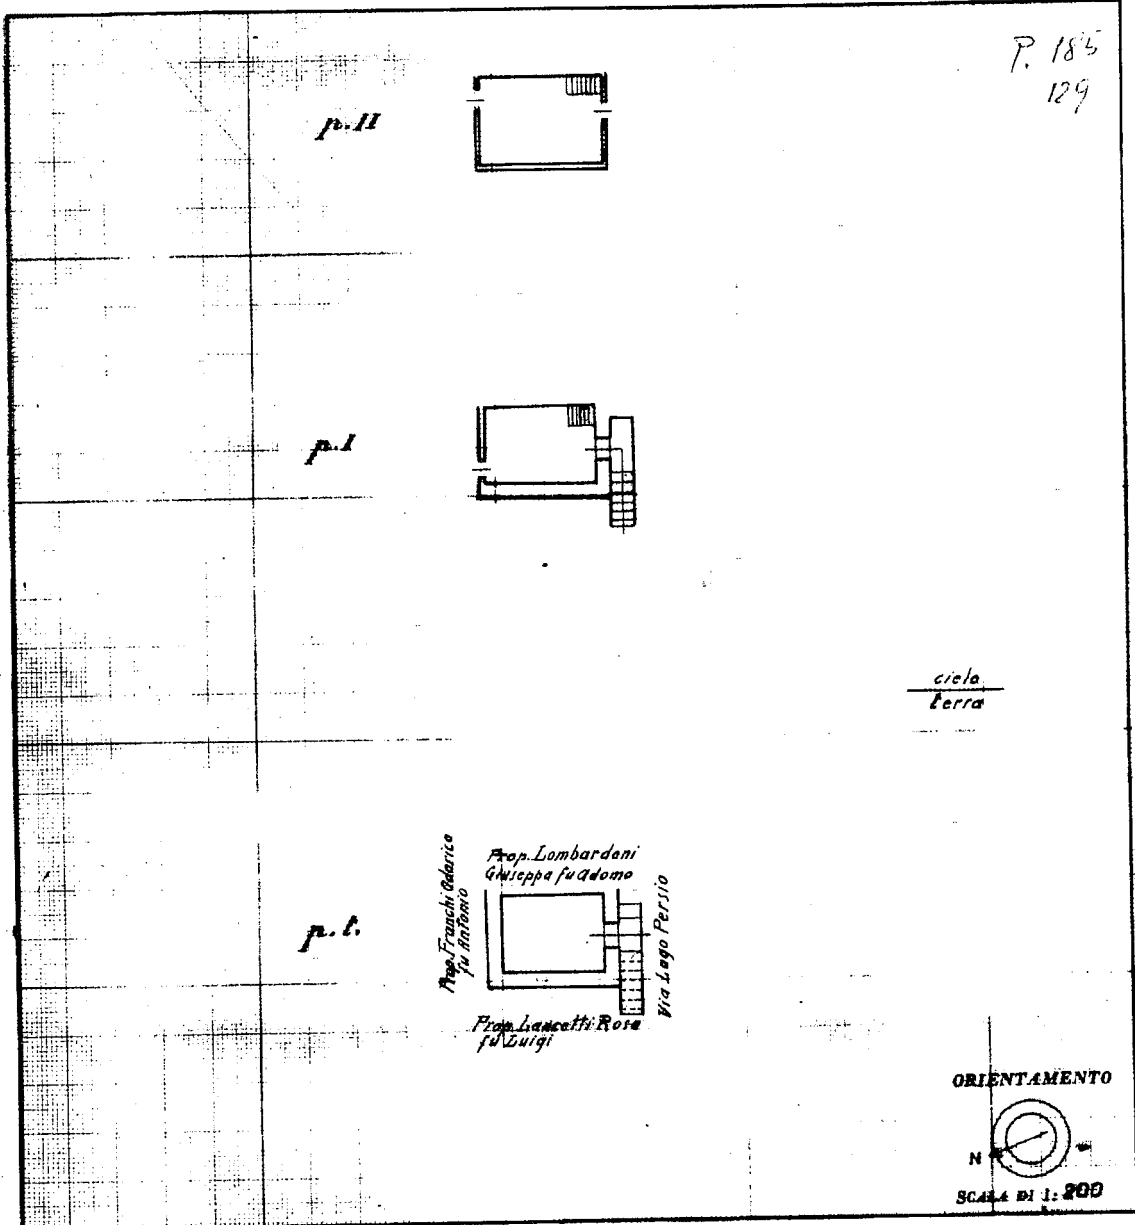 P. 185
129
p.II
p.I
cielo
terra
Prop. Lombardoni
Giuseppa fu Adamo
Prop. Franchi Odorico
fu Antonio
p.t.
Via Lago Persio
Prop. Lancetti Rosa
fu Luigi
ORIENTAMENTO
N
SCALA DI 1: 200